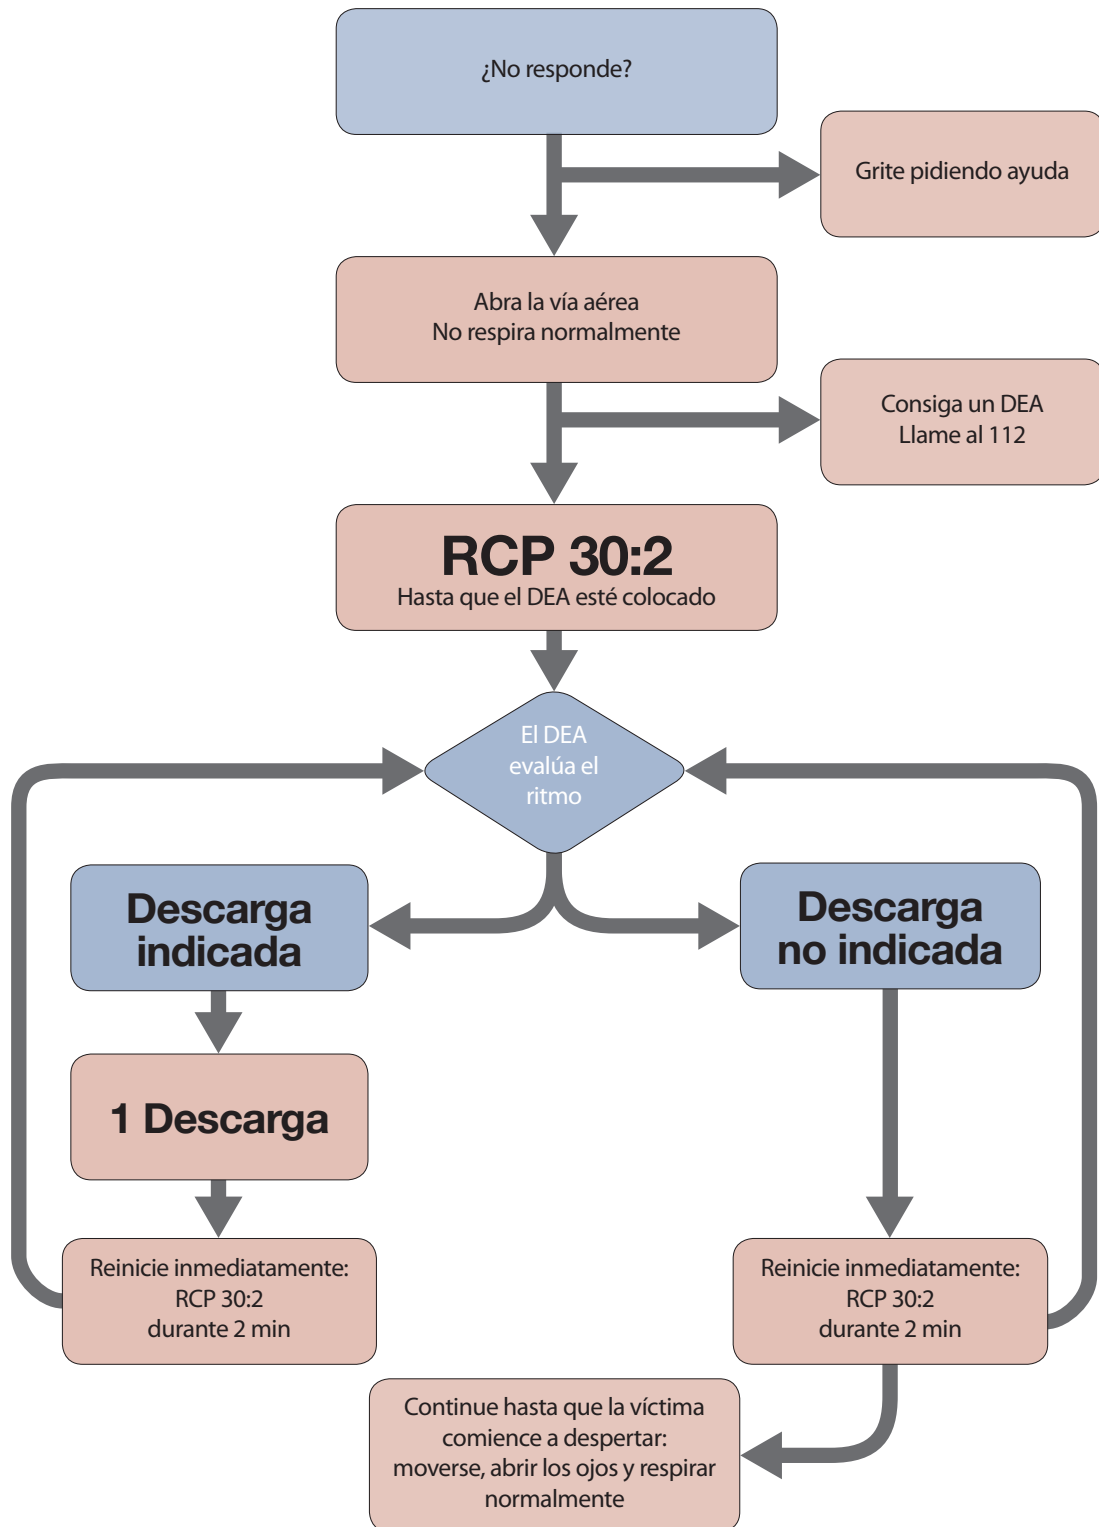 ¿No responde?
Grite pidiendo ayuda
Abra la vía aérea
No respira normalmente
Consiga un DEA
Llame al 112
RCP 30:2
Hasta que el DEA esté colocado
El DEA
evalúa el
ritmo
Descarga
indicada
Descarga
no indicada
1 Descarga
Reinicie inmediatamente:
RCP 30:2
durante 2 min
Reinicie inmediatamente:
RCP 30:2
durante 2 min
Continue hasta que la víctima
comience a despertar:
moverse, abrir los ojos y respirar
normalmente